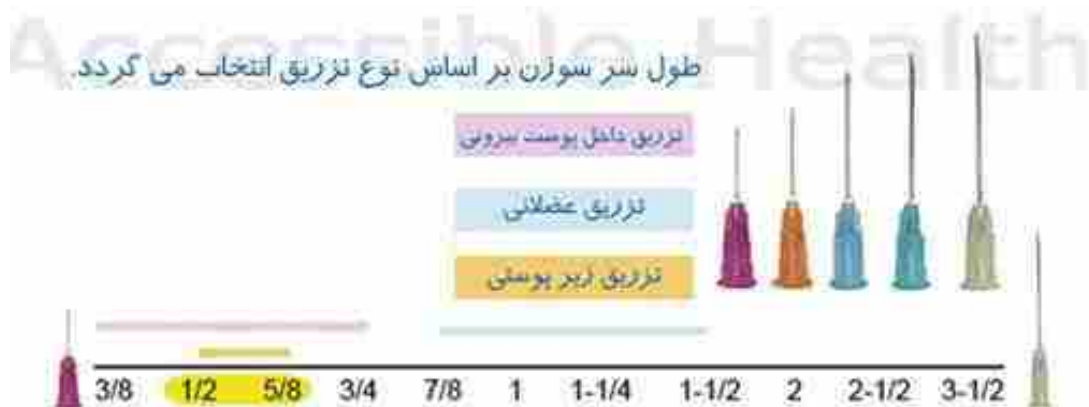 Accessible Health
طول سر سوزن بر اساس نوع تزریق انتخاب می گردد.
تزریق داخل پوست بیرونی
تزریق عضلانی
تزریق زیر پوستی
3/8 1/2 5/8 3/4 7/8 1 1-1/4 1-1/2 2 2-1/2 3-1/2